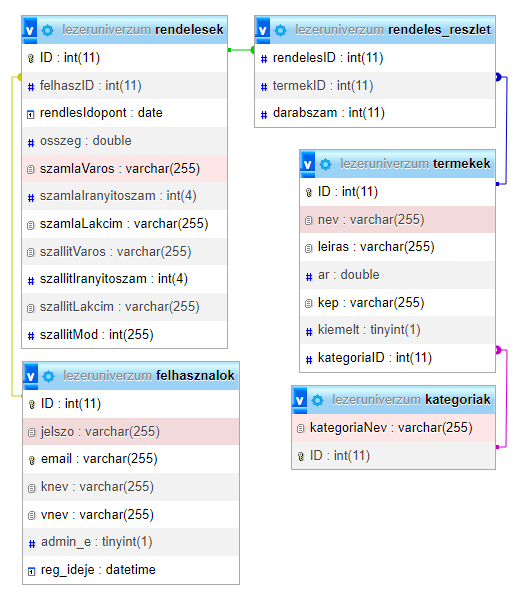 lezeruniverzum rendelesek
ID : int(11)
felhaszID : int(11)
rendlesIdopont : date
osszeg : double
szamlaVaros : varchar(255)
szamlaIranyitoszam : int(4)
szamlaLakcim : varchar(255)
szallitVaros : varchar(255)
szallitIranyitoszam : int(4)
szallitLakcim : varchar(255)
szallitMod : int(255)
lezeruniverzum rendeles_reszlet
rendelesID : int(11)
termekID : int(11)
darabszam : int(11)
lezeruniverzum termekek
ID : int(11)
nev : varchar(255)
leiras : varchar(255)
ar : double
kep : varchar(255)
kiemelt : tinyint(1)
kategoriaID : int(11)
lezeruniverzum felhasznalok
ID : int(11)
jelszo : varchar(255)
email : varchar(255)
knev : varchar(255)
vnev : varchar(255)
admin_e : tinyint(1)
reg_ideje : datetime
lezeruniverzum kategoriak
kategoriaNev : varchar(255)
ID : int(11)